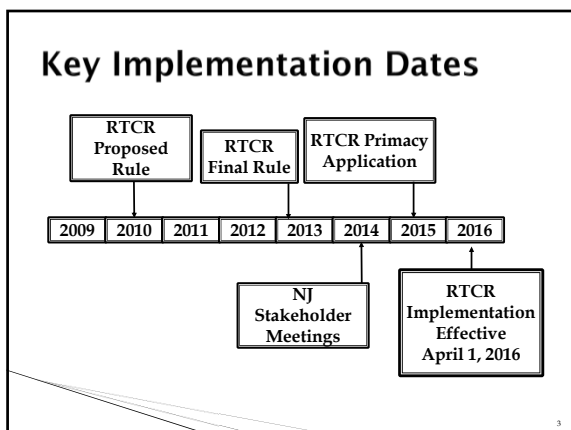 Key Implementation Dates
RTCR
Proposed
Rule
RTCR
Final Rule
RTCR Primacy
Application
2009 2010 2011 2012 2013 2014 2015 2016
NJ
Stakeholder
Meetings
RTCR
Implementation
Effective
April 1, 2016
3